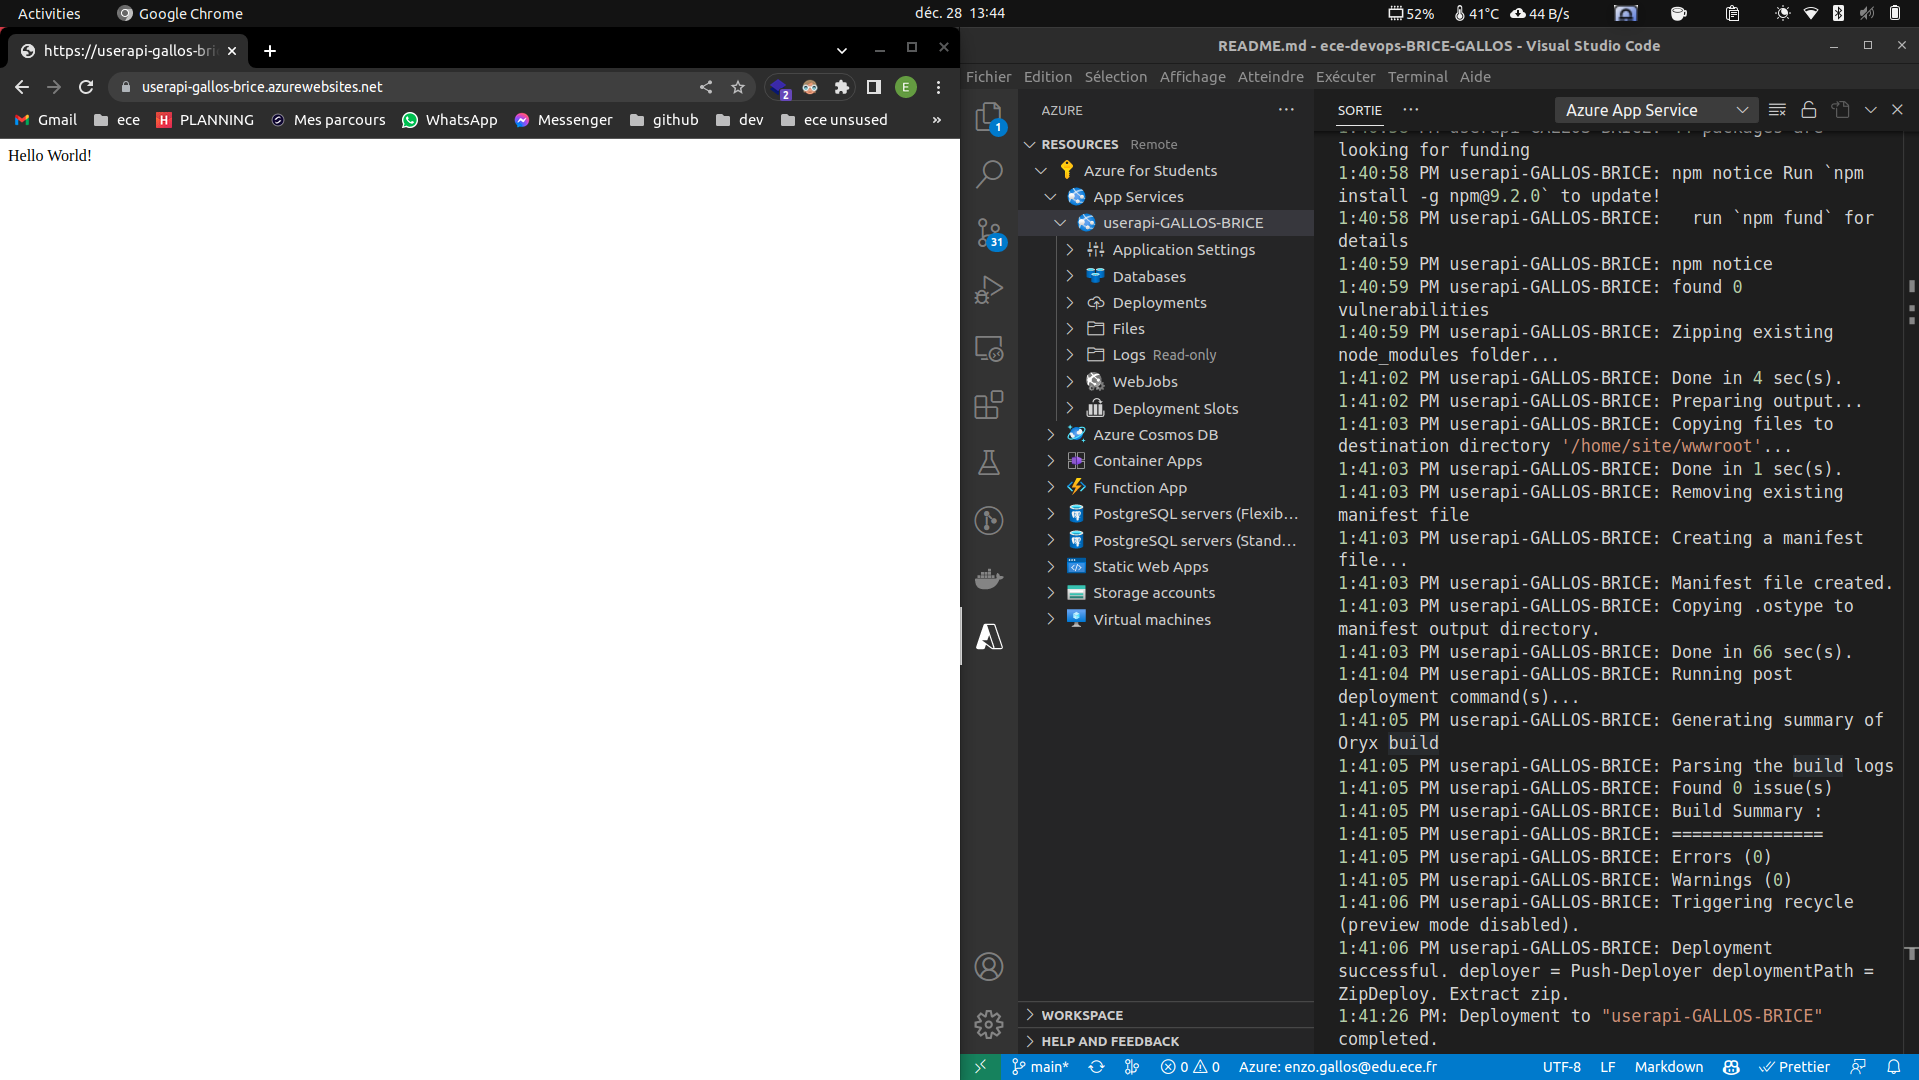 Activities
Google Chrome
déc. 28 13:44
52%
41°C
44 B/s
https://userapi-gallos-bri
userapi-gallos-brice.azurewebsites.net
2
E
Gmail
ece
PLANNING
Mes parcours
WhatsApp
Messenger
github
dev
ece unsused
»
Hello World!
README.md - ece-devops-BRICE-GALLOS - Visual Studio Code
Fichier Edition Sélection Affichage Atteindre Exécuter Terminal Aide
1
31
AZURE
RESOURCES Remote
Azure for Students
App Services
userapi-GALLOS-BRICE
Application Settings
Databases
Deployments
Files
Logs Read-only
WebJobs
Deployment Slots
Azure Cosmos DB
Container Apps
Function App
PostgreSQL servers (Flexib...
PostgreSQL servers (Stand...
Static Web Apps
Storage accounts
Virtual machines
WORKSPACE
HELP AND FEEDBACK
SORTIE
Azure App Service
looking for funding
1:40:58 PM userapi-GALLOS-BRICE: npm notice Run `npm
install -g npm@9.2.0` to update!
1:40:58 PM userapi-GALLOS-BRICE:   run `npm fund` for
details
1:40:59 PM userapi-GALLOS-BRICE: npm notice
1:40:59 PM userapi-GALLOS-BRICE: found 0
vulnerabilities
1:40:59 PM userapi-GALLOS-BRICE: Zipping existing
node_modules folder...
1:41:02 PM userapi-GALLOS-BRICE: Done in 4 sec(s).
1:41:02 PM userapi-GALLOS-BRICE: Preparing output...
1:41:03 PM userapi-GALLOS-BRICE: Copying files to
destination directory '/home/site/wwwroot'...
1:41:03 PM userapi-GALLOS-BRICE: Done in 1 sec(s).
1:41:03 PM userapi-GALLOS-BRICE: Removing existing
manifest file
1:41:03 PM userapi-GALLOS-BRICE: Creating a manifest
file...
1:41:03 PM userapi-GALLOS-BRICE: Manifest file created.
1:41:03 PM userapi-GALLOS-BRICE: Copying .ostype to
manifest output directory.
1:41:03 PM userapi-GALLOS-BRICE: Done in 66 sec(s).
1:41:04 PM userapi-GALLOS-BRICE: Running post
deployment command(s)...
1:41:05 PM userapi-GALLOS-BRICE: Generating summary of
Oryx build
1:41:05 PM userapi-GALLOS-BRICE: Parsing the build logs
1:41:05 PM userapi-GALLOS-BRICE: Found 0 issue(s)
1:41:05 PM userapi-GALLOS-BRICE: Build Summary :
1:41:05 PM userapi-GALLOS-BRICE: ===============
1:41:05 PM userapi-GALLOS-BRICE: Errors (0)
1:41:05 PM userapi-GALLOS-BRICE: Warnings (0)
1:41:06 PM userapi-GALLOS-BRICE: Triggering recycle
(preview mode disabled).
1:41:06 PM userapi-GALLOS-BRICE: Deployment
successful. deployer = Push-Deployer deploymentPath =
ZipDeploy. Extract zip.
1:41:26 PM: Deployment to "userapi-GALLOS-BRICE"
completed.
main*
0
0
Azure: enzo.gallos@edu.ece.fr
UTF-8
LF
Markdown
Prettier